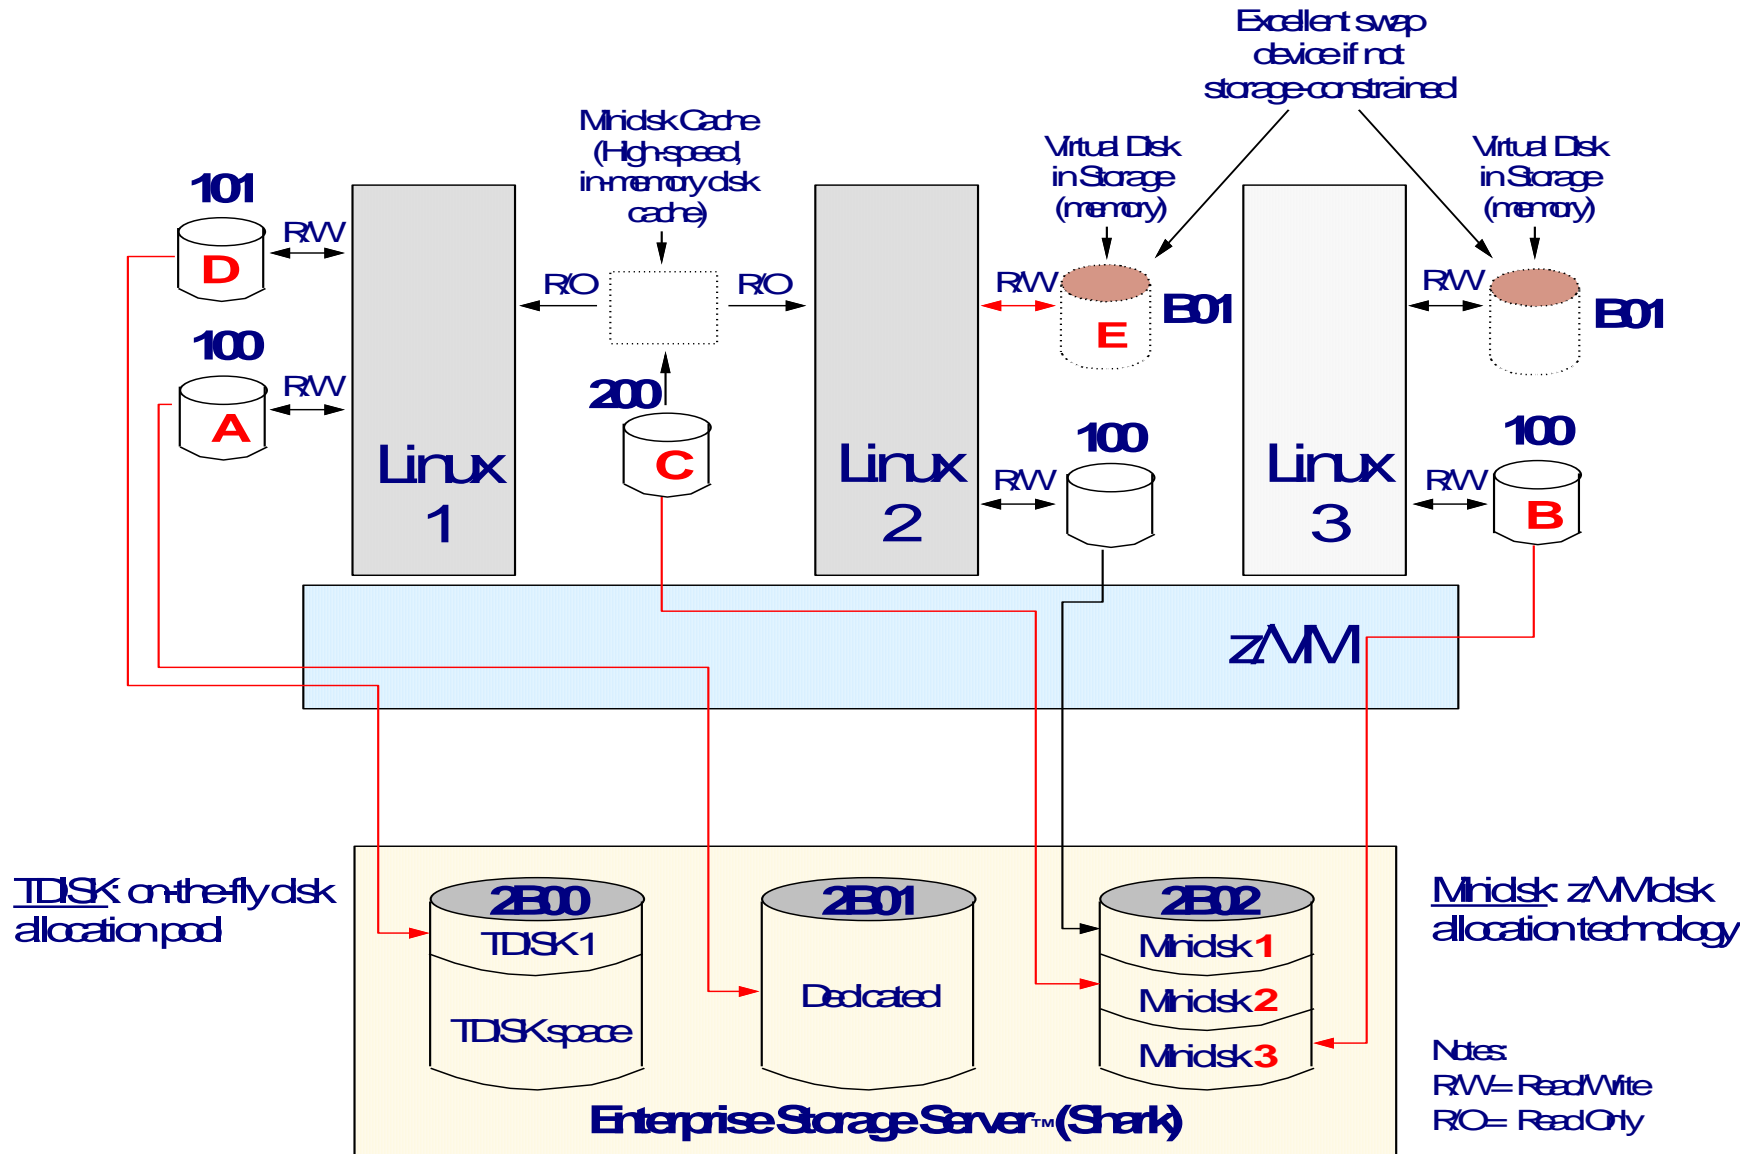 Excellent swap
device if not
storage-constrained
Minidsk Cache
(High-speed,
in-memory disk
cache)
Virtual Disk
in Storage
(memory)
Virtual Disk
in Storage
(memory)
101
R/W
D
R/O
R/O
R/W
E
B01
R/W
B01
100
R/W
A
200
C
100
R/W
100
R/W
B
Linux
1
Linux
2
Linux
3
z/VM
TDISK: on-the-fly disk
allocation pool
2B00
TDISK 1
TDISK space
2B01
Dedicated
2B02
Minidisk 1
Minidisk 2
Minidisk 3
Minidisk: z/VM disk
allocation technology
Enterprise Storage Server™ (Shark)
Notes:
R/W = Read/Write
R/O = Read Only